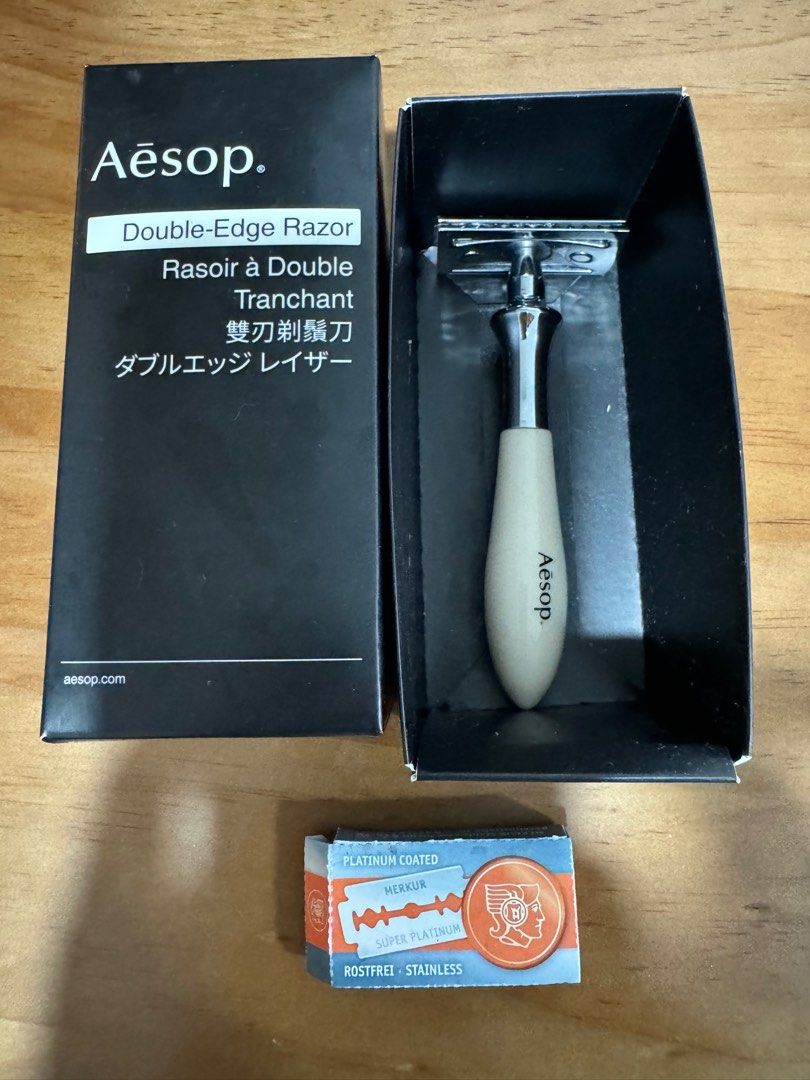 Aēsop®
Double-Edge Razor
Rasoir à Double
Tranchant
雙刃剃鬚刀
ダブルエッジ レイザー
aesop.com
Aēsop.
PLATINUM COATED
MERKUR
SUPER PLATINUM
ROSTFREI · STAINLESS